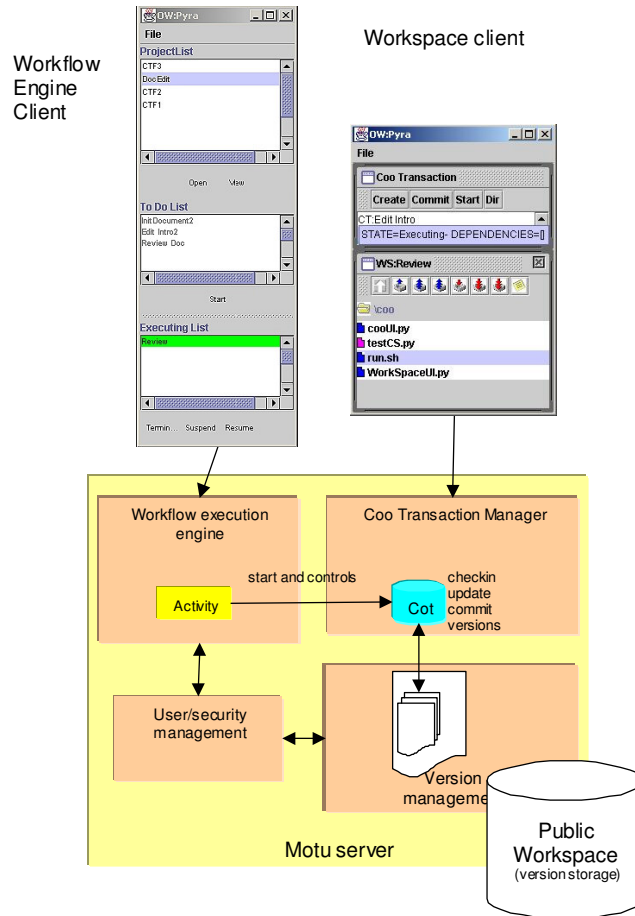 Workflow
Engine
Client
OW:Pyra
File
ProjectList
CTF3
DocEdit
CTF2
CTF1
Open View
To Do List
InitDocument2
Edit Intro2
Review Doc
Start
Executing List
Review
Termin... Suspend Resume
Workspace client
OW:Pyra
File
Coo Transaction
Create Commit Start Dir
CT:Edit Intro
STATE=Executing- DEPENDENCIES=[]
WS:Review
\coo
cooUI.py
testCS.py
run.sh
WorkSpaceUI.py
Workflow execution
engine
Coo Transaction Manager
start and controls
Activity
Cot
checkin
update
commit
versions
User/security
management
Version
management
Motu server
Public
Workspace
(version storage)